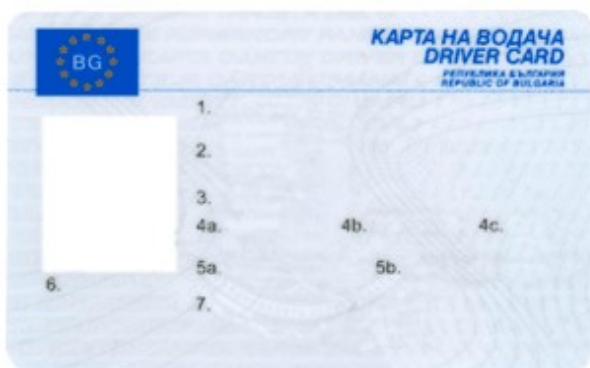 BG
КАРТА НА ВОДАЧА
DRIVER CARD
РЕПУБЛИКА БЪЛГАРИЯ
REPUBLIC OF BULGARIA
1.
2.
3.
4a. 4b. 4c.
5a. 5b.
6.
7.